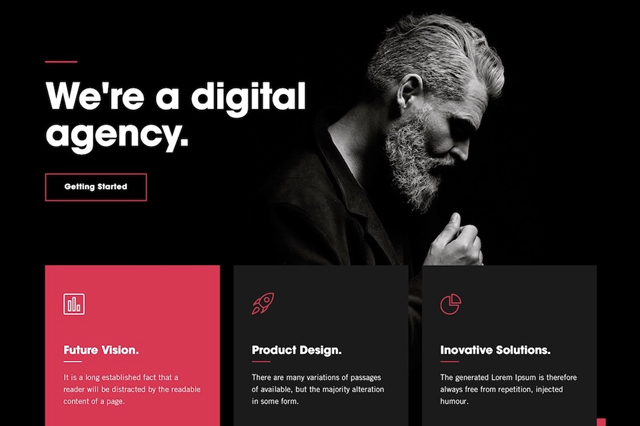 We're a digital
agency.
Getting Started
Future Vision.
It is a long established fact that a
reader will be distracted by the readable
content of a page.
Product Design.
There are many variations of passages
of available, but the majority alteration
in some form.
Inovative Solutions.
The generated Lorem Ipsum is therefore
always free from repetition, injected
humour.